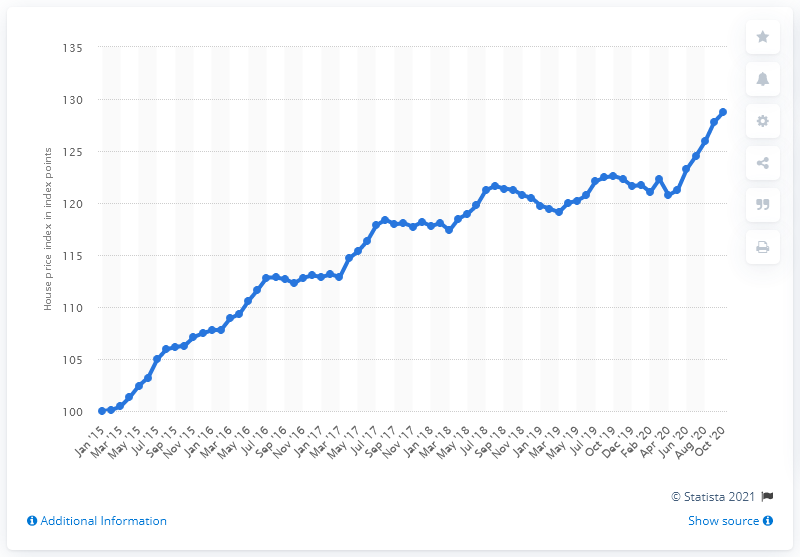 House price index in index points
135
130
125
120
115
110
105
100
Jan '15
Mar '15
May '15
Jul '15
Sep '15
Nov '15
Jan '16
Mar '16
May '16
Jul '16
Sep '16
Nov '16
Jan '17
Mar '17
May '17
Jul '17
Sep '17
Nov '17
Jan '18
Mar '18
May '18
Jul '18
Sep '18
Nov '18
Jan '19
Mar '19
May '19
Jul '19
Oct '19
Dec '19
Feb '20
Apr '20
Jun '20
Aug '20
Oct '20
© Statista 2021
Additional Information
Show source